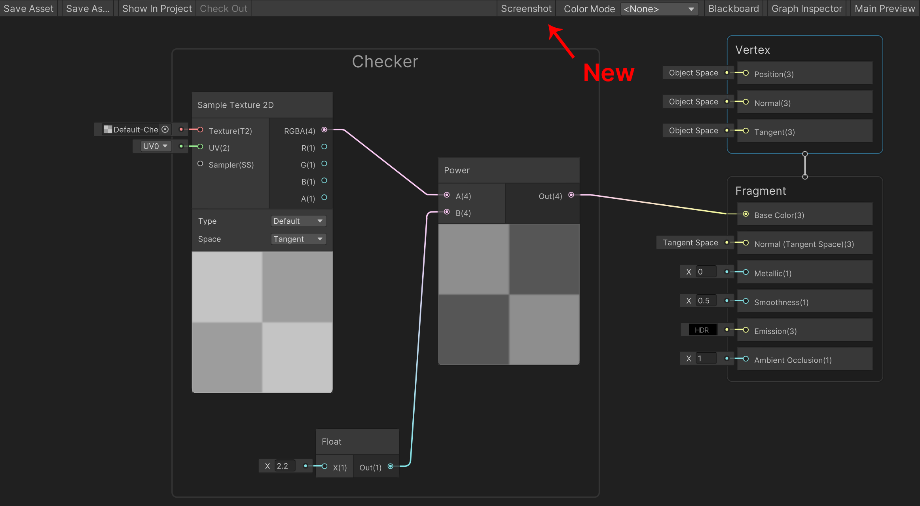 Save Asset
Save As...
Show In Project
Check Out
Screenshot
Color Mode
<None>
Blackboard
Graph Inspector
Main Preview
New
Checker
Sample Texture 2D
Default-Che
Texture(T2)
RGBA(4)
UV0
UV(2)
R(1)
Sampler(SS)
G(1)
B(1)
A(1)
Type
Default
Space
Tangent
Power
A(4)
Out(4)
B(4)
Float
X 2.2
X(1)
Out(1)
Vertex
Object Space
Position(3)
Object Space
Normal(3)
Object Space
Tangent(3)
Fragment
Base Color(3)
Tangent Space
Normal (Tangent Space)(3)
X 0
Metallic(1)
X 0.5
Smoothness(1)
HDR
Emission(3)
X 1
Ambient Occlusion(1)